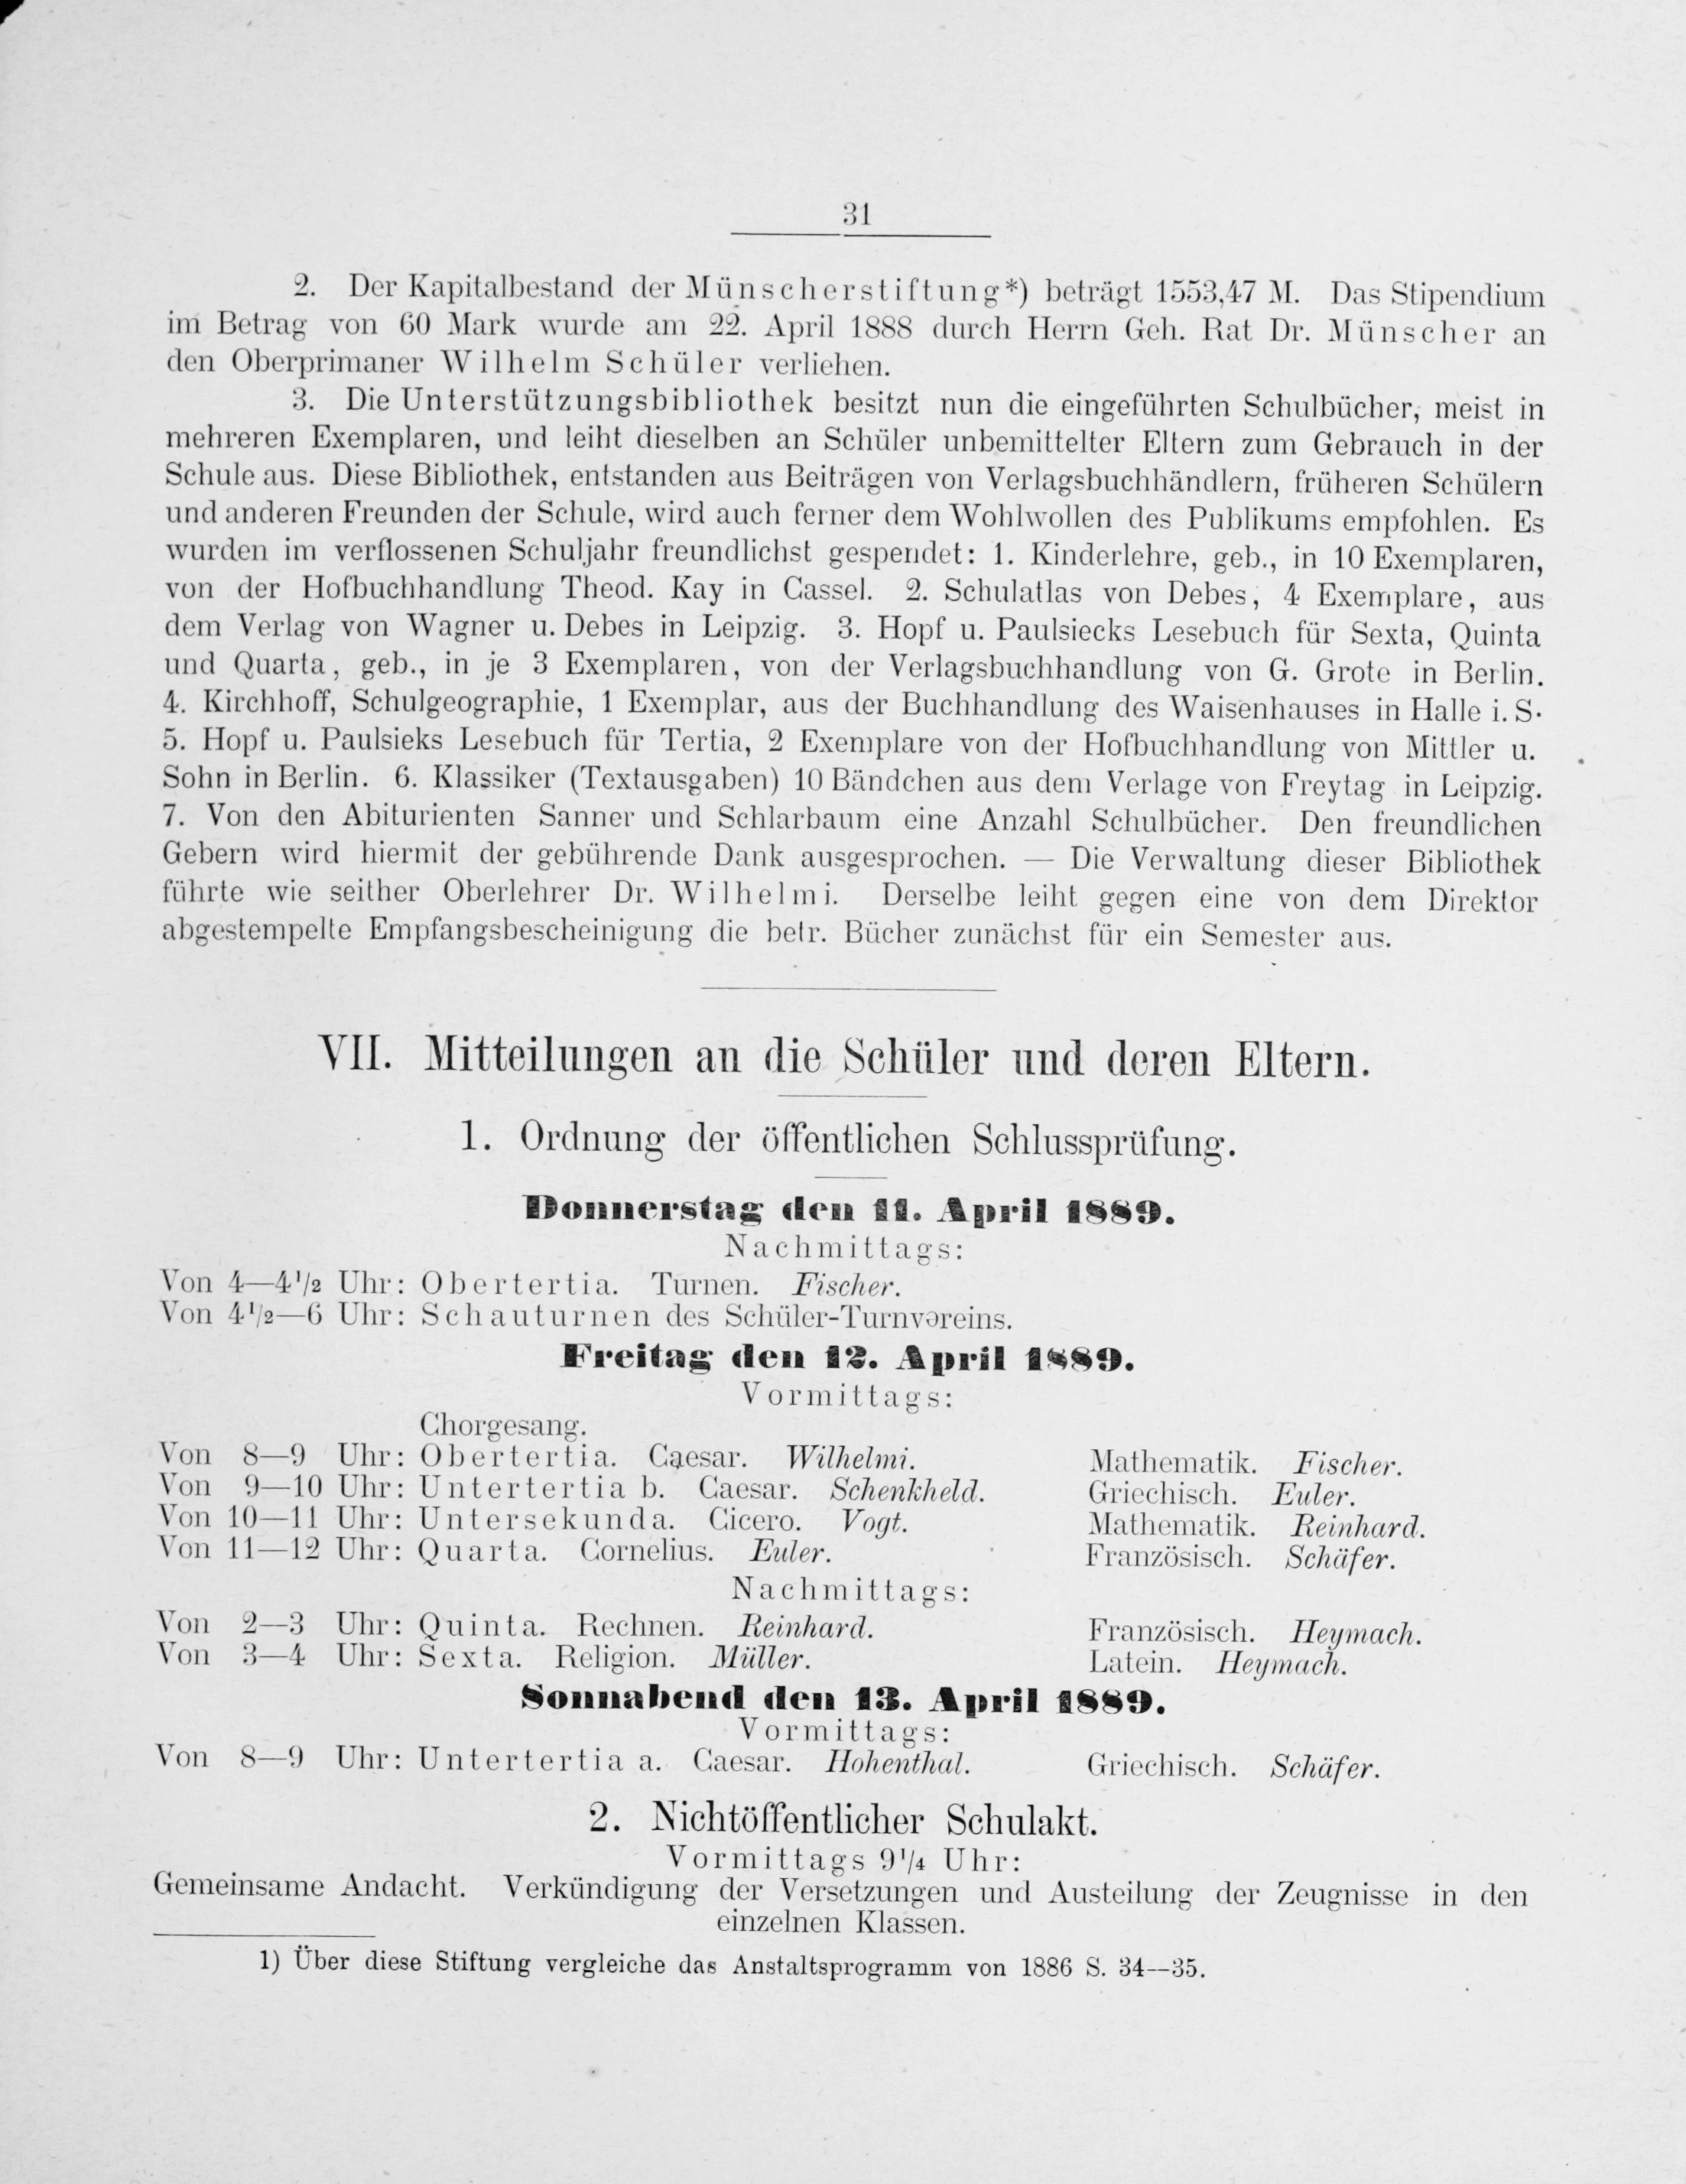 31
2. Der Kapitalbestand der Münscherstiftung*) beträgt 1553,47 M. Das Stipendium
im Betrag von 60 Mark wurde am 22. April 1888 durch Herrn Geh. Rat Dr. Münscher an
den Oberprimaner Wilhelm Schüler verliehen.
3. Die Unterstützungsbibliothek besitzt nun die eingeführten Schulbücher, meist in
mehreren Exemplaren, und leiht dieselben an Schüler unbemittelter Eltern zum Gebrauch in der
Schule aus. Diese Bibliothek, entstanden aus Beiträgen von Verlagsbuchhändlern, früheren Schülern
und anderen Freunden der Schule, wird auch ferner dem Wohlwollen des Publikums empfohlen. Es
wurden im verflossenen Schuljahr freundlichst gespendet: 1. Kinderlehre, geb., in 10 Exemplaren,
von der Hofbuchhandlung Theod. Kay in Cassel. 2. Schulatlas von Debes, 4 Exemplare, aus
dem Verlag von Wagner u. Debes in Leipzig. 3. Hopf u. Paulsiecks Lesebuch für Sexta, Quinta
und Quarta, geb., in je 3 Exemplaren, von der Verlagsbuchhandlung von G. Grote in Berlin.
4. Kirchhoff, Schulgeographie, 1 Exemplar, aus der Buchhandlung des Waisenhauses in Halle i. S.
5. Hopf u. Paulsieks Lesebuch für Tertia, 2 Exemplare von der Hofbuchhandlung von Mittler u.
Sohn in Berlin. 6. Klassiker (Textausgaben) 10 Bändchen aus dem Verlage von Freytag in Leipzig.
7. Von den Abiturienten Sanner und Schlarbaum eine Anzahl Schulbücher. Den freundlichen
Gebern wird hiermit der gebührende Dank ausgesprochen. — Die Verwaltung dieser Bibliothek
führte wie seither Oberlehrer Dr. Wilhelmi. Derselbe leiht gegen eine von dem Direktor
abgestempelte Empfangsbescheinigung die betr. Bücher zunächst für ein Semester aus.
VII. Mitteilungen an die Schüler und deren Eltern.
1. Ordnung der öffentlichen Schlussprüfung.
Donnerstag den 11. April 1889.
Nachmittags:
Von 4—4½ Uhr: Obertertia. Turnen. Fischer.
Von 4½—6 Uhr: Schauturnen des Schüler-Turnvereins.
Freitag den 12. April 1889.
Vormittags:
Chorgesang.
Von 8—9 Uhr: Obertertia. Caesar. Wilhelmi. Mathematik. Fischer.
Von 9—10 Uhr: Untertertia b. Caesar. Schenkheld. Griechisch. Euler.
Von 10—11 Uhr: Untersekunda. Cicero. Vogt. Mathematik. Reinhard.
Von 11—12 Uhr: Quarta. Cornelius. Euler. Französisch. Schäfer.
Nachmittags:
Von 2—3 Uhr: Quinta. Rechnen. Reinhard. Französisch. Heymach.
Von 3—4 Uhr: Sexta. Religion. Müller. Latein. Heymach.
Sonnabend den 13. April 1889.
Vormittags:
Von 8—9 Uhr: Untertertia a. Caesar. Hohenthal. Griechisch. Schäfer.
2. Nichtöffentlicher Schulakt.
Vormittags 9¼ Uhr:
Gemeinsame Andacht. Verkündigung der Versetzungen und Austeilung der Zeugnisse in den
einzelnen Klassen.
1) Über diese Stiftung vergleiche das Anstaltsprogramm von 1886 S. 34—35.